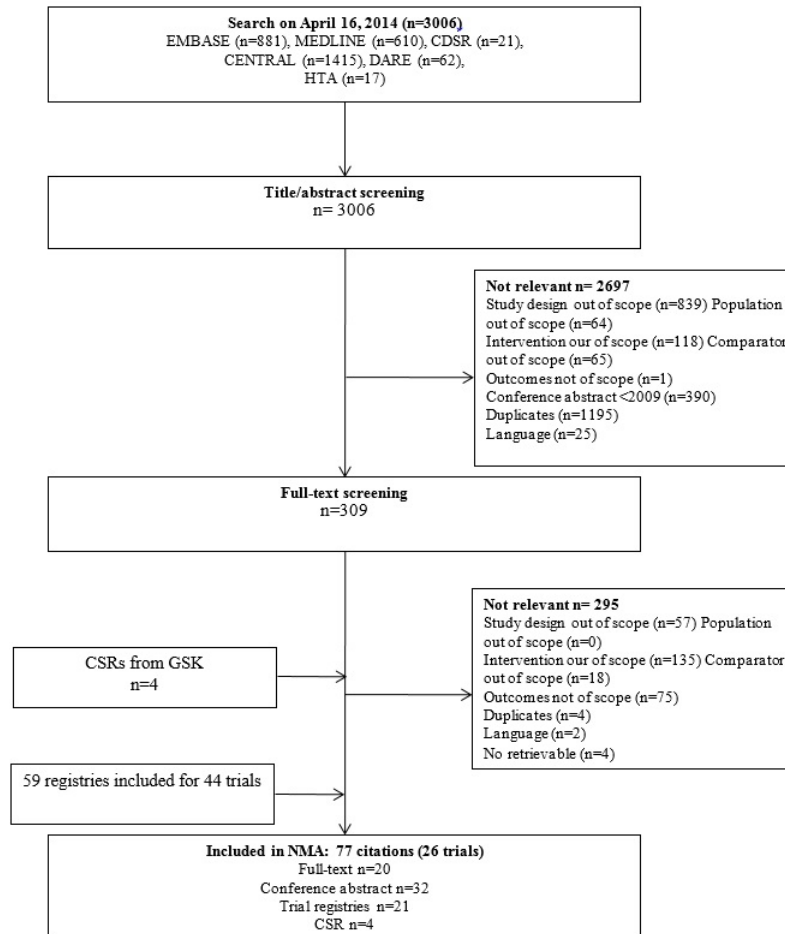 Search on April 16, 2014 (n=3006)
EMBASE (n=881), MEDLINE (n=610), CDSR (n=21),
CENTRAL (n=1415), DARE (n=62),
HTA (n=17)
Title/abstract screening
n= 3006
Not relevant n= 2697
Study design out of scope (n=839) Population
out of scope (n=64)
Intervention our of scope (n=118) Comparator
out of scope (n=65)
Outcomes not of scope (n=1)
Conference abstract <2009 (n=390)
Duplicates (n=1195)
Language (n=25)
Full-text screening
n=309
Not relevant n= 295
Study design out of scope (n=57) Population
out of scope (n=0)
Intervention our of scope (n=135) Comparator
out of scope (n=18)
Outcomes not of scope (n=75)
Duplicates (n=4)
Language (n=2)
No retrievable (n=4)
CSRs from GSK
n=4
59 registries included for 44 trials
Included in NMA: 77 citations (26 trials)
Full-text n=20
Conference abstract n=32
Trial registries n=21
CSR n=4